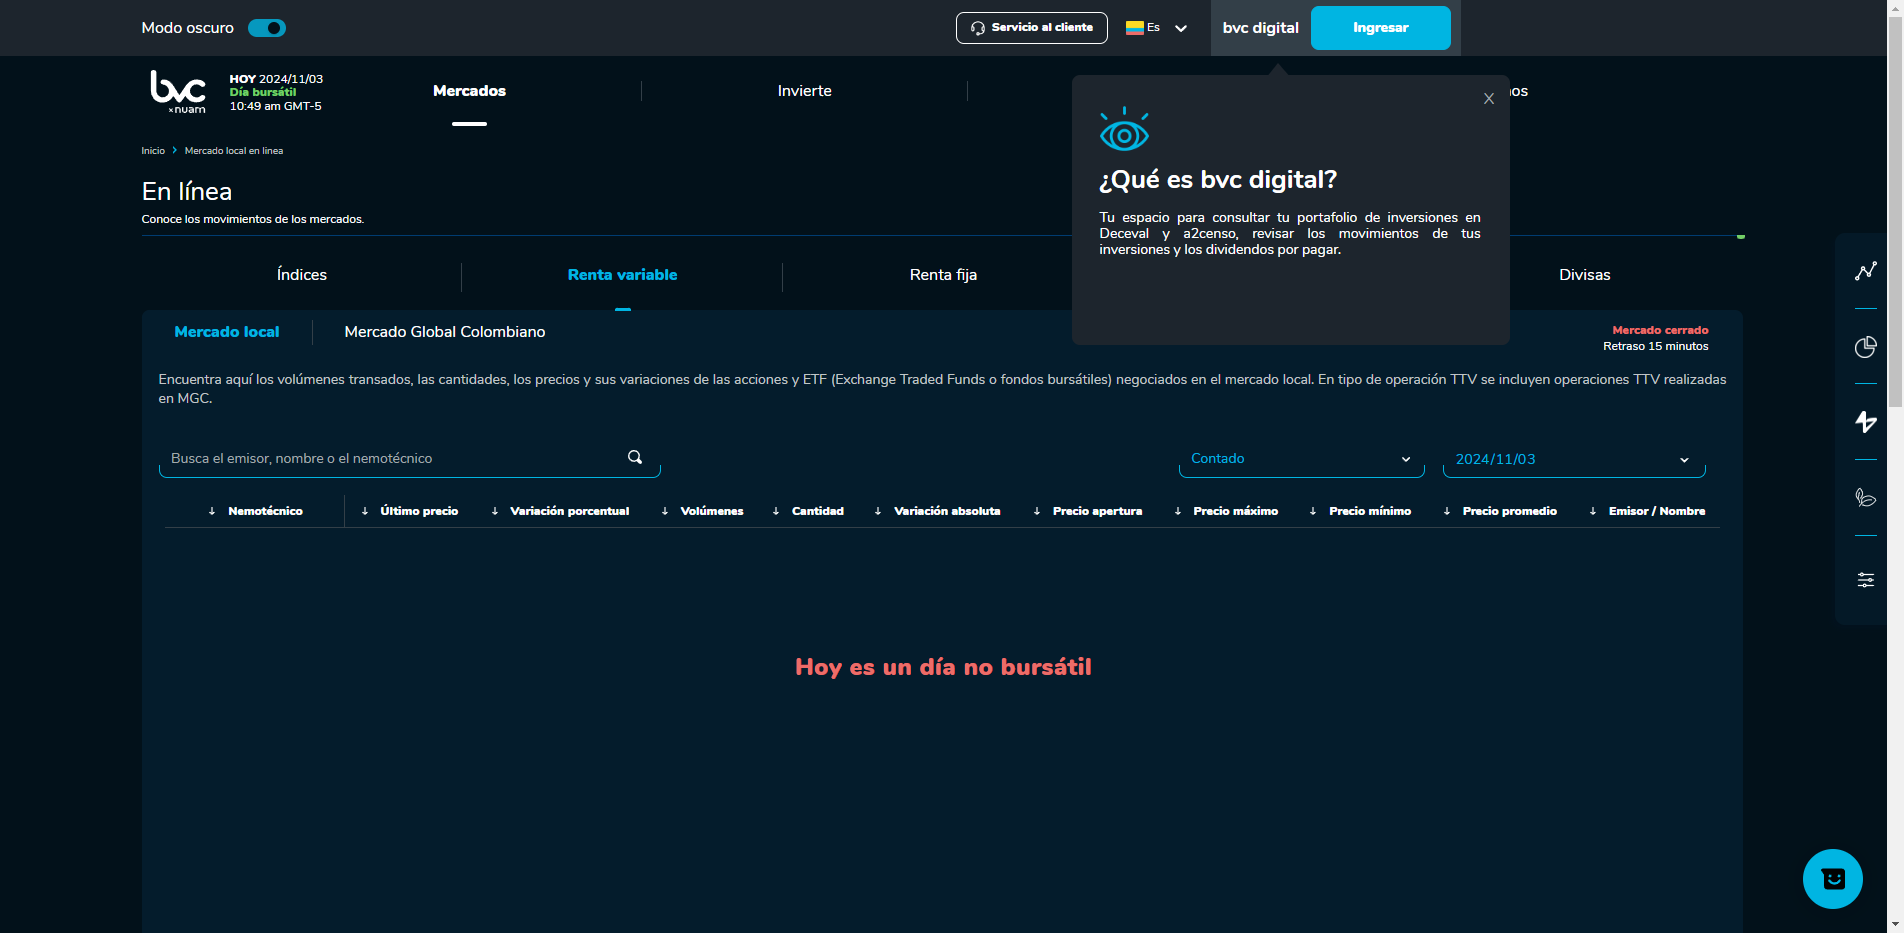 Modo oscuro
Servicio al cliente
Es
bvc digital
Ingresar
bvc
x nuam
HOY 2024/11/03
Día bursátil
10:49 am GMT-5
Mercados
Invierte
os
X
Inicio > Mercado local en linea
¿Qué es bvc digital?
En línea
Conoce los movimientos de los mercados.
Tu espacio para consultar tu portafolio de inversiones en
Deceval y a2censo, revisar los movimientos de tus
inversiones y los dividendos por pagar.
Índices
Renta variable
Renta fija
Divisas
Mercado local
Mercado Global Colombiano
Mercado cerrado
Retraso 15 minutos
Encuentra aquí los volúmenes transados, las cantidades, los precios y sus variaciones de las acciones y ETF (Exchange Traded Funds o fondos bursátiles) negociados en el mercado local. En tipo de operación TTV se incluyen operaciones TTV realizadas
en MGC.
Busca el emisor, nombre o el nemotécnico
Contado
2024/11/03
↓ Nemotécnico ↓ Último precio ↓ Variación porcentual ↓ Volúmenes ↓ Cantidad ↓ Variación absoluta ↓ Precio apertura ↓ Precio máximo ↓ Precio mínimo ↓ Precio promedio ↓ Emisor / Nombre
Hoy es un día no bursátil